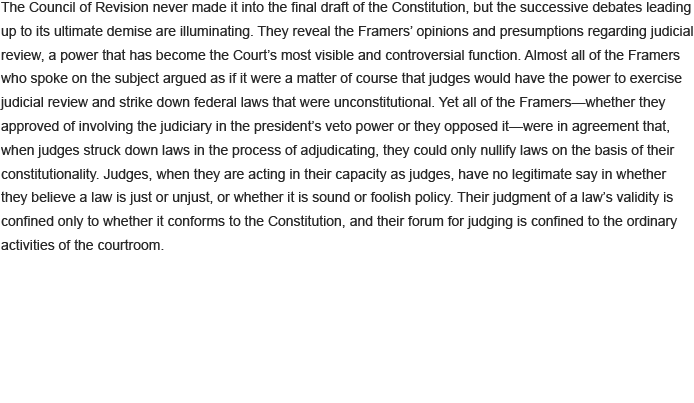 The Council of Revision never made it into the final draft of the Constitution, but the successive debates leading
up to its ultimate demise are illuminating. They reveal the Framers’ opinions and presumptions regarding judicial
review, a power that has become the Court’s most visible and controversial function. Almost all of the Framers
who spoke on the subject argued as if it were a matter of course that judges would have the power to exercise
judicial review and strike down federal laws that were unconstitutional. Yet all of the Framers—whether they
approved of involving the judiciary in the president’s veto power or they opposed it—were in agreement that,
when judges struck down laws in the process of adjudicating, they could only nullify laws on the basis of their
constitutionality. Judges, when they are acting in their capacity as judges, have no legitimate say in whether
they believe a law is just or unjust, or whether it is sound or foolish policy. Their judgment of a law’s validity is
confined only to whether it conforms to the Constitution, and their forum for judging is confined to the ordinary
activities of the courtroom.